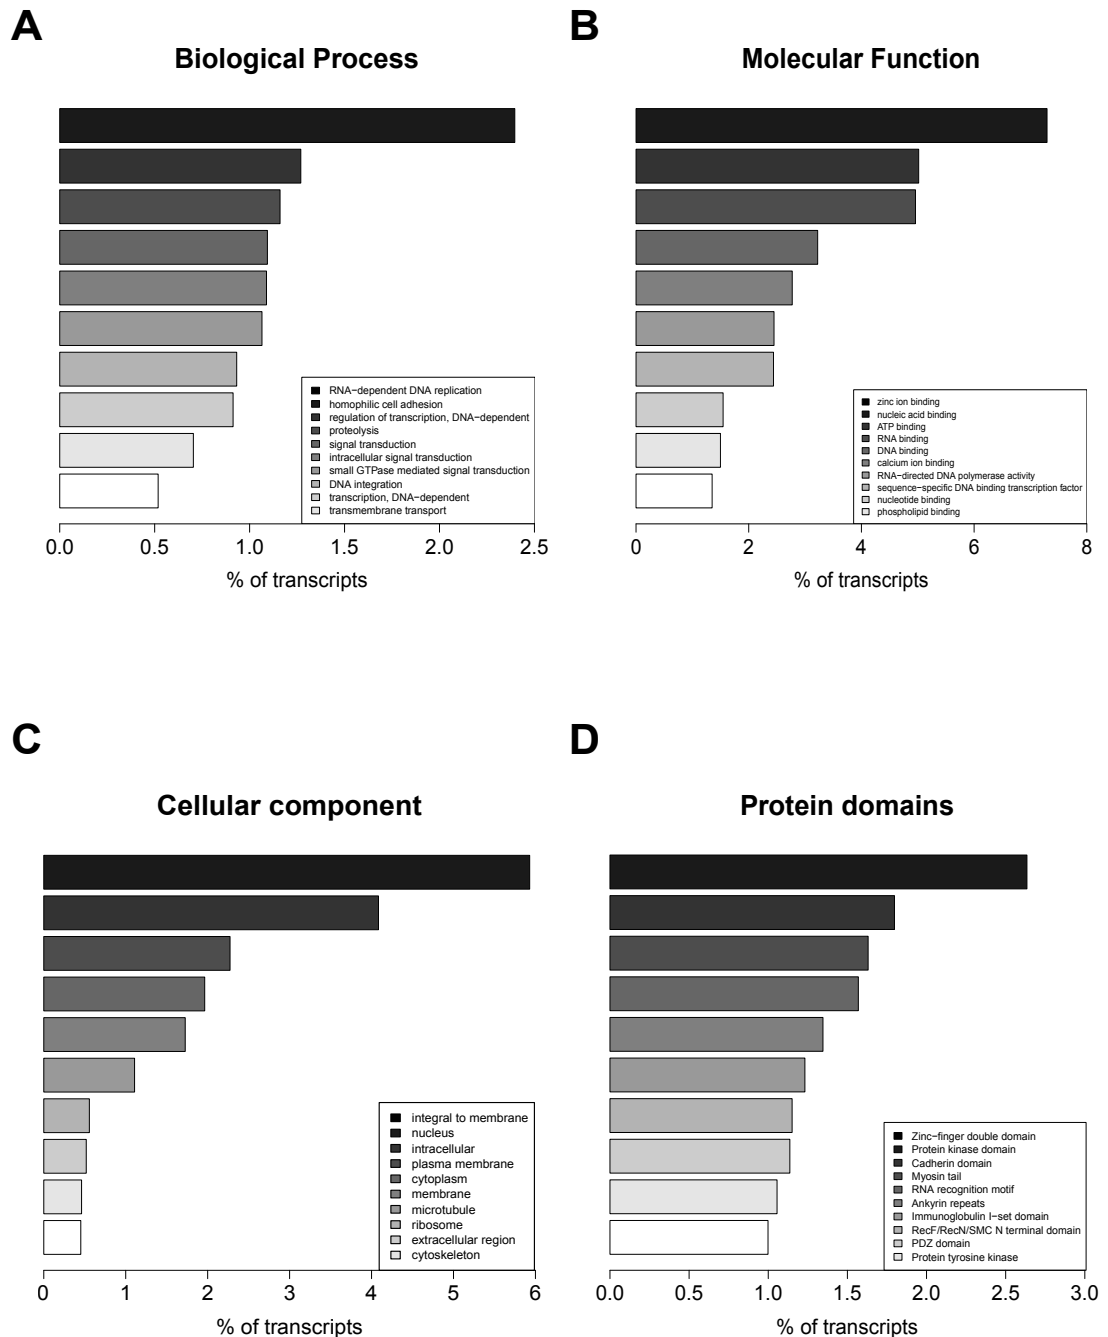 A
Biological Process
RNA−dependent DNA replication
homophilic cell adhesion
regulation of transcription, DNA−dependent
proteolysis
signal transduction
intracellular signal transduction
small GTPase mediated signal transduction
DNA integration
transcription, DNA−dependent
transmembrane transport
0.0 0.5 1.0 1.5 2.0 2.5
% of transcripts
B
Molecular Function
zinc ion binding
nucleic acid binding
ATP binding
RNA binding
DNA binding
calcium ion binding
RNA−directed DNA polymerase activity
sequence−specific DNA binding transcription factor
nucleotide binding
phospholipid binding
0 2 4 6 8
% of transcripts
C
Cellular component
integral to membrane
nucleus
intracellular
plasma membrane
cytoplasm
membrane
microtubule
ribosome
extracellular region
cytoskeleton
0 1 2 3 4 5 6
% of transcripts
D
Protein domains
Zinc−finger double domain
Protein kinase domain
Cadherin domain
Myosin tail
RNA recognition motif
Ankyrin repeats
Immunoglobulin I−set domain
RecF/RecN/SMC N terminal domain
PDZ domain
Protein tyrosine kinase
0.0 0.5 1.0 1.5 2.0 2.5 3.0
% of transcripts